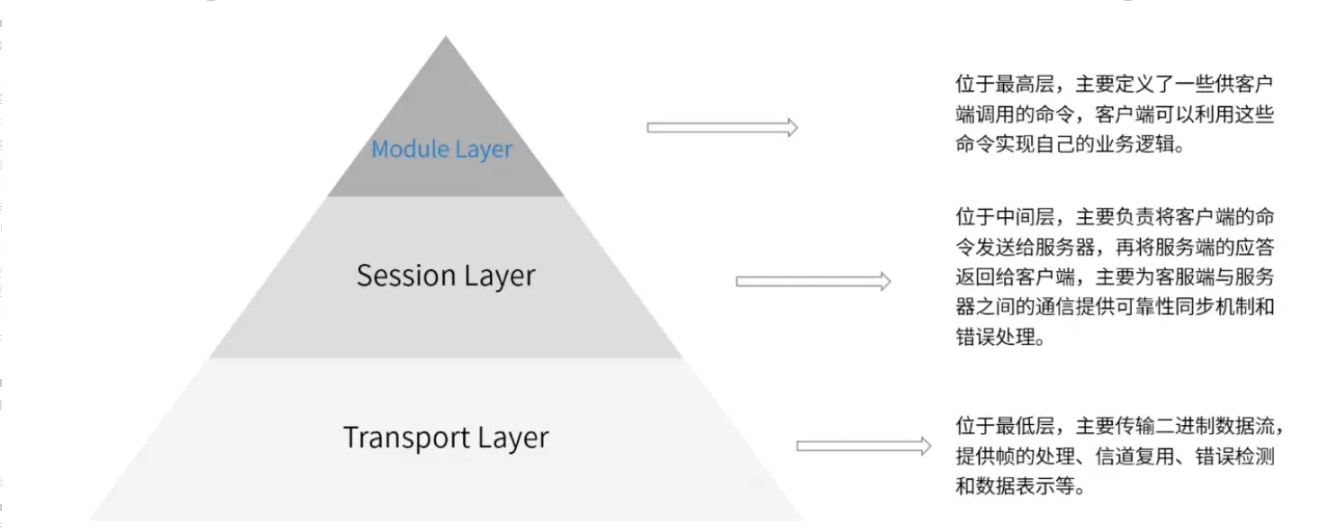 Module Layer
位于最高层，主要定义了一些供客户
端调用的命令，客户端可以利用这些
命令实现自己的业务逻辑。
Session Layer
位于中间层，主要负责将客户端的命
令发送给服务器，再将服务端的应答
返回给客户端，主要为客服端与服务
器之间的通信提供可靠性同步机制和
错误处理。
Transport Layer
位于最低层，主要传输二进制数据流，
提供帧的处理、信道复用、错误检测
和数据表示等。